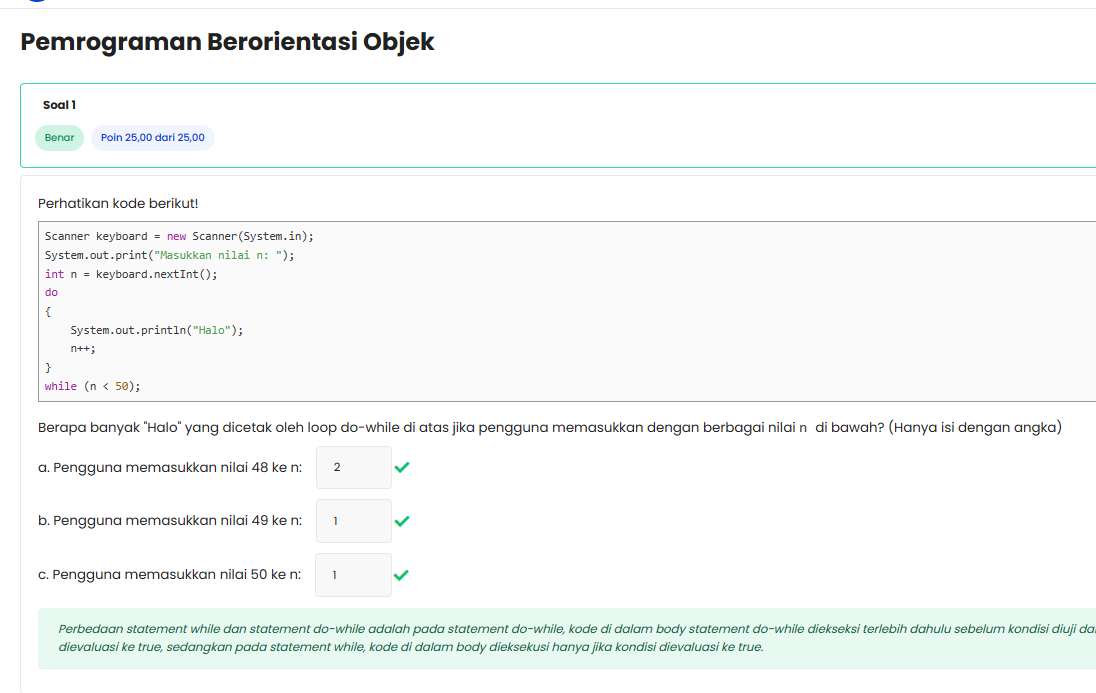 Pemrograman Berorientasi Objek
Soal 1
Benar
Poin 25,00 dari 25,00
Perhatikan kode berikut!
Scanner keyboard = new Scanner(System.in);
System.out.print("Masukkan nilai n: ");
int n = keyboard.nextInt();
do
{
    System.out.println("Halo");
    n++;
}
while (n < 50);
Berapa banyak "Halo" yang dicetak oleh loop do-while di atas jika pengguna memasukkan dengan berbagai nilai n di bawah? (Hanya isi dengan angka)
a. Pengguna memasukkan nilai 48 ke n: 2
b. Pengguna memasukkan nilai 49 ke n: 1
c. Pengguna memasukkan nilai 50 ke n: 1
Perbedaan statement while dan statement do-while adalah pada statement do-while, kode di dalam body statement do-while diekseksi terlebih dahulu sebelum kondisi diuji
dievaluasi ke true, sedangkan pada statement while, kode di dalam body dieksekusi hanya jika kondisi dievaluasi ke true.